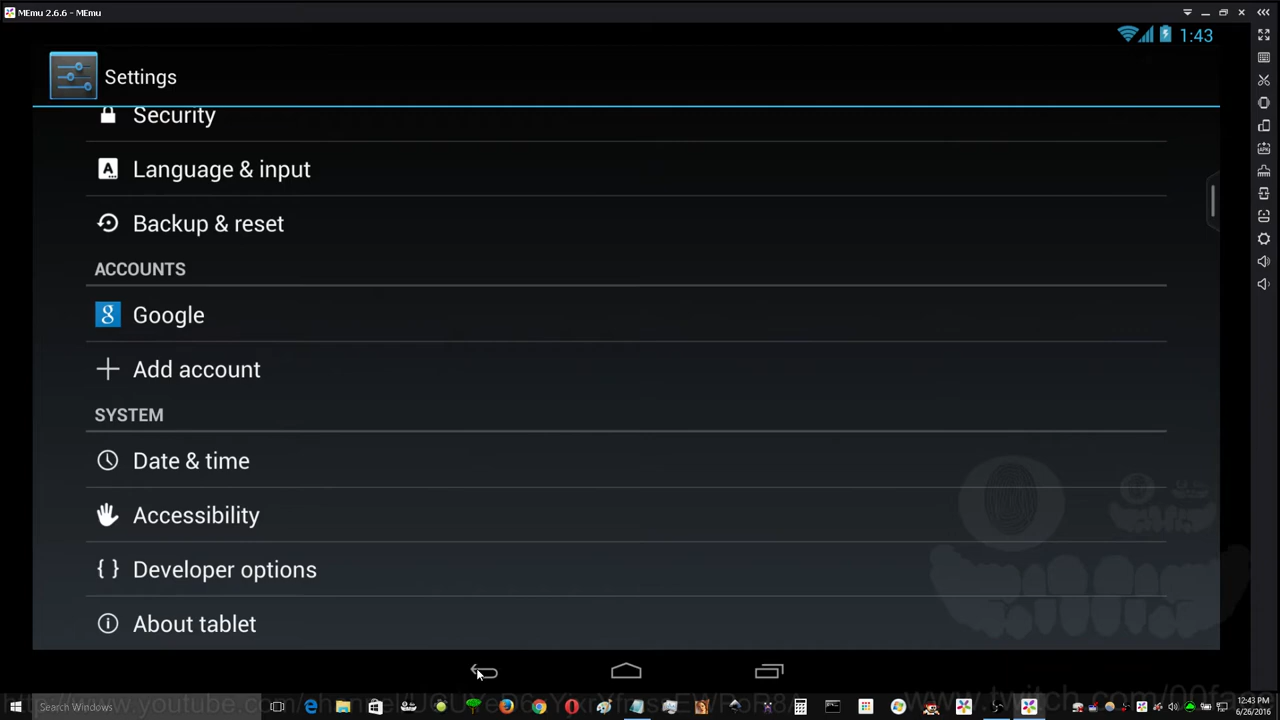 MEmu 2.6.6 - MEmu
1:43
Settings
Security
Language & input
Backup & reset
ACCOUNTS
Google
Add account
SYSTEM
Date & time
Accessibility
Developer options
About tablet
Search Windows
12:43 PM
6/26/2016